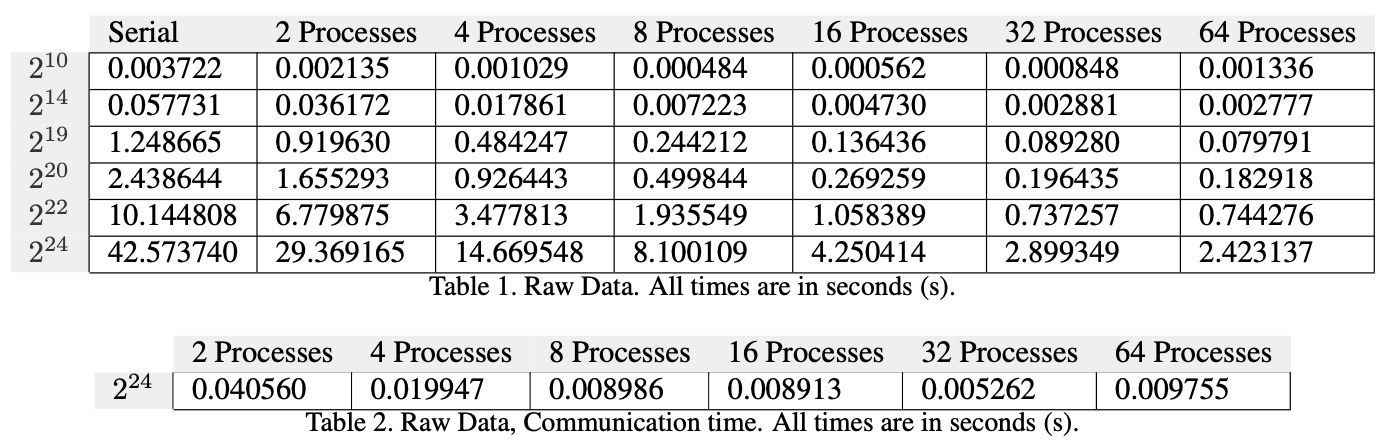 Serial 2 Processes 4 Processes 8 Processes 16 Processes 32 Processes 64 Processes
2^10 0.003722 0.002135 0.001029 0.000484 0.000562 0.000848 0.001336
2^14 0.057731 0.036172 0.017861 0.007223 0.004730 0.002881 0.002777
2^19 1.248665 0.919630 0.484247 0.244212 0.136436 0.089280 0.079791
2^20 2.438644 1.655293 0.926443 0.499844 0.269259 0.196435 0.182918
2^22 10.144808 6.779875 3.477813 1.935549 1.058389 0.737257 0.744276
2^24 42.573740 29.369165 14.669548 8.100109 4.250414 2.899349 2.423137
Table 1. Raw Data. All times are in seconds (s).
2 Processes 4 Processes 8 Processes 16 Processes 32 Processes 64 Processes
2^24 0.040560 0.019947 0.008986 0.008913 0.005262 0.009755
Table 2. Raw Data, Communication time. All times are in seconds (s).